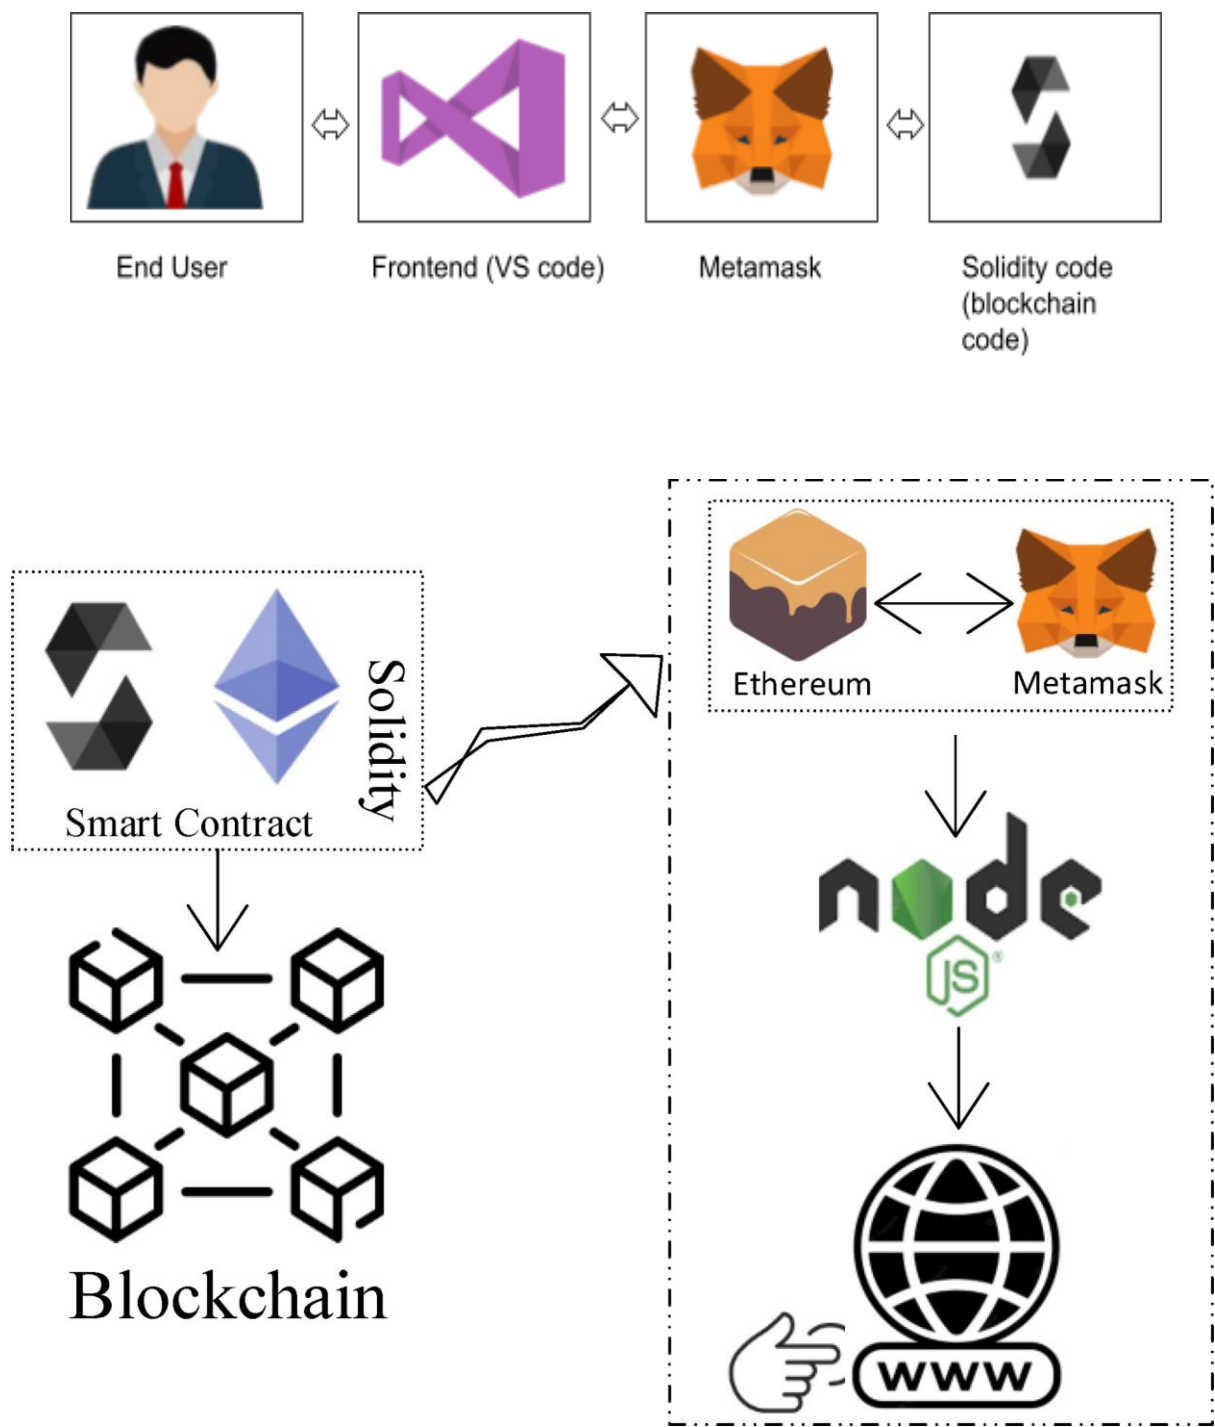 End User
Frontend (VS code)
Metamask
Solidity code
(blockchain
code)
Ethereum
Metamask
Solidity
Smart Contract
node
JS®
Blockchain
www